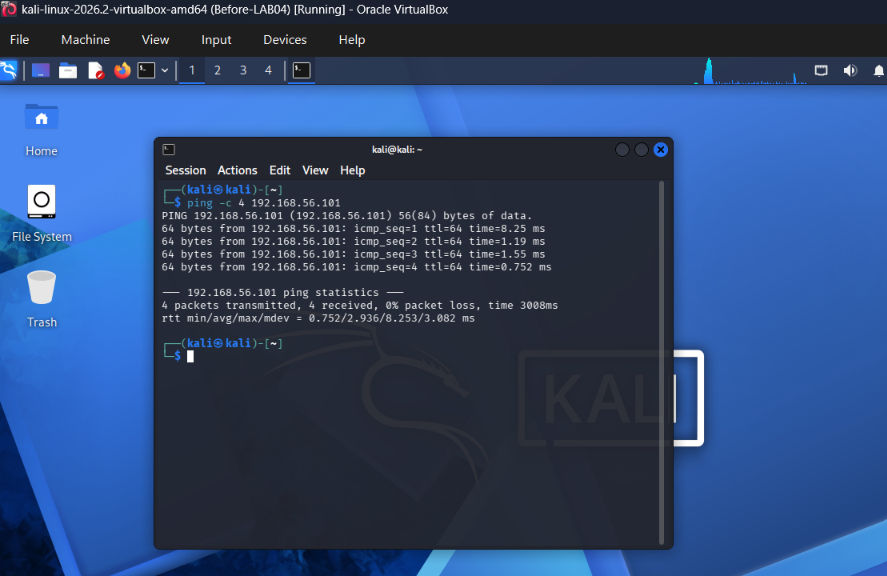 kali-linux-2026.2-virtualbox-amd64 (Before-LAB04) [Running] - Oracle VirtualBox
File Machine View Input Devices Help
1 2 3 4
Home
File System
Trash
kali@kali: ~
Session Actions Edit View Help
┌──(kali㉿kali)-[~]
└─$ ping -c 4 192.168.56.101
PING 192.168.56.101 (192.168.56.101) 56(84) bytes of data.
64 bytes from 192.168.56.101: icmp_seq=1 ttl=64 time=8.25 ms
64 bytes from 192.168.56.101: icmp_seq=2 ttl=64 time=1.19 ms
64 bytes from 192.168.56.101: icmp_seq=3 ttl=64 time=1.55 ms
64 bytes from 192.168.56.101: icmp_seq=4 ttl=64 time=0.752 ms
--- 192.168.56.101 ping statistics ---
4 packets transmitted, 4 received, 0% packet loss, time 3008ms
rtt min/avg/max/mdev = 0.752/2.936/8.253/3.082 ms
┌──(kali㉿kali)-[~]
└─$
KALI